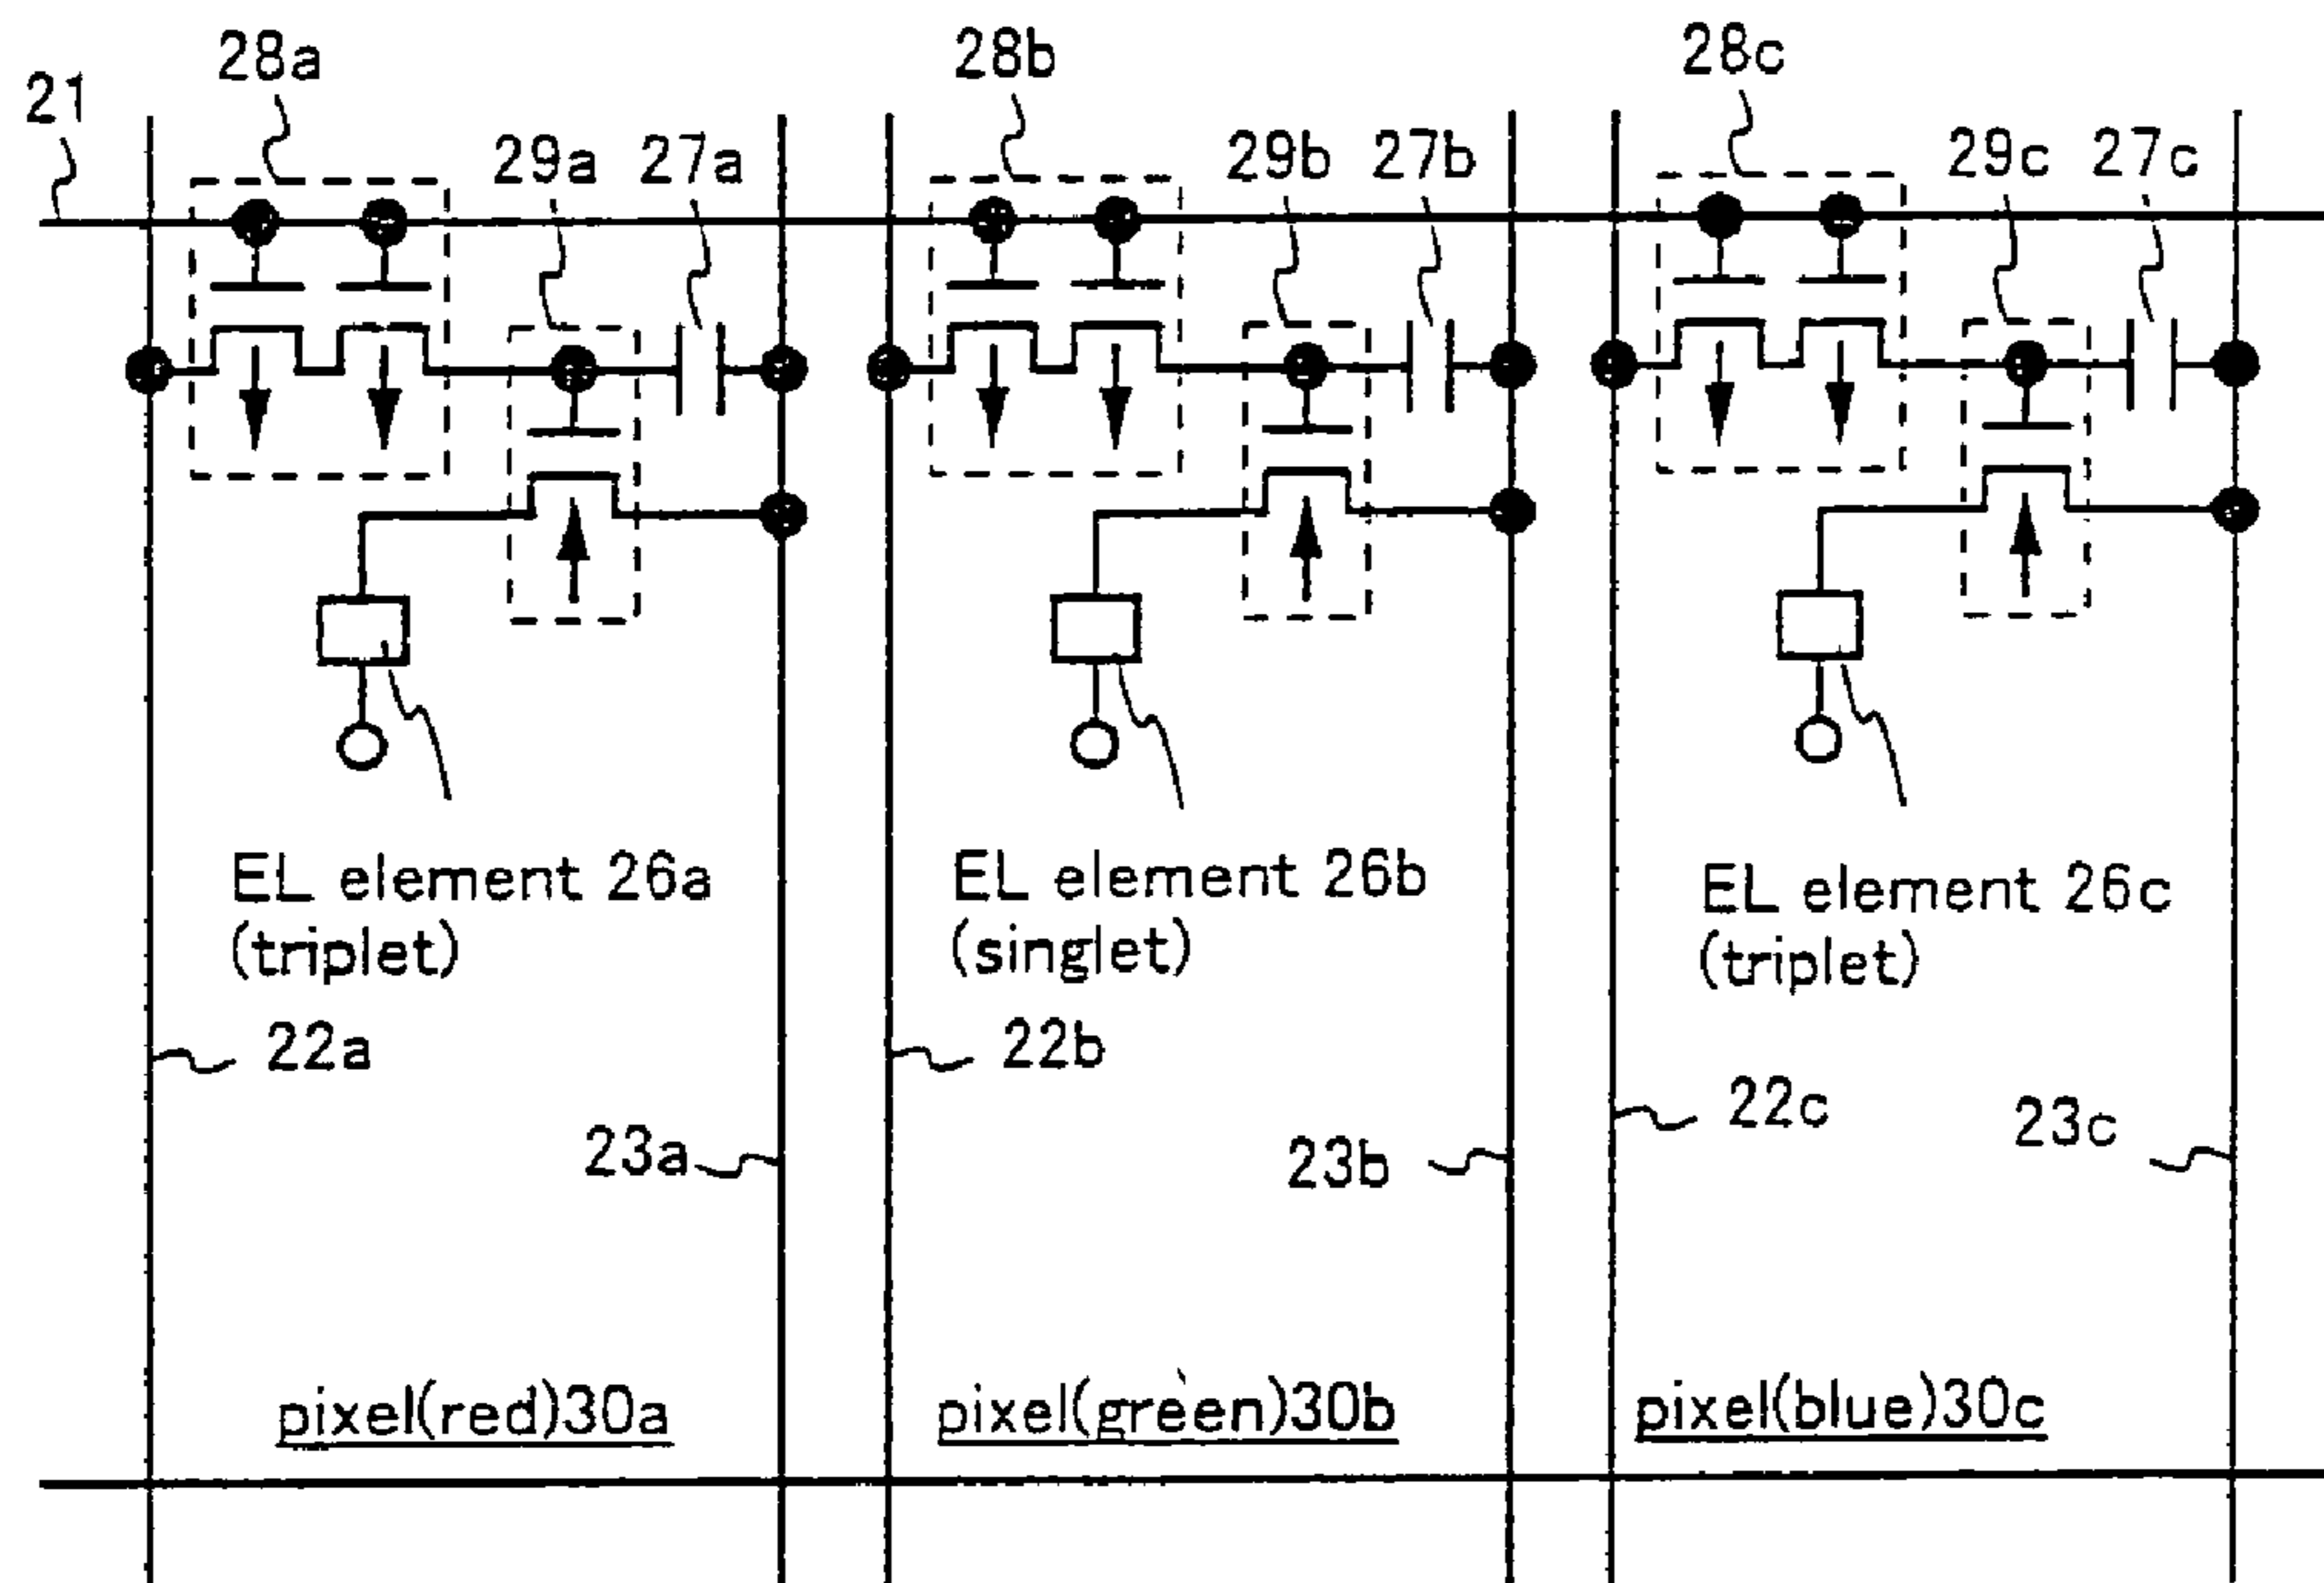 28a
28b
28c
21
29a
27a
29b
27b
29c
27c
EL element 26a
(triplet)
EL element 26b
(singlet)
EL element 26c
(triplet)
22a
22b
22c
23a
23b
23c
pixel(red)30a
pixel(green)30b
pixel(blue)30c